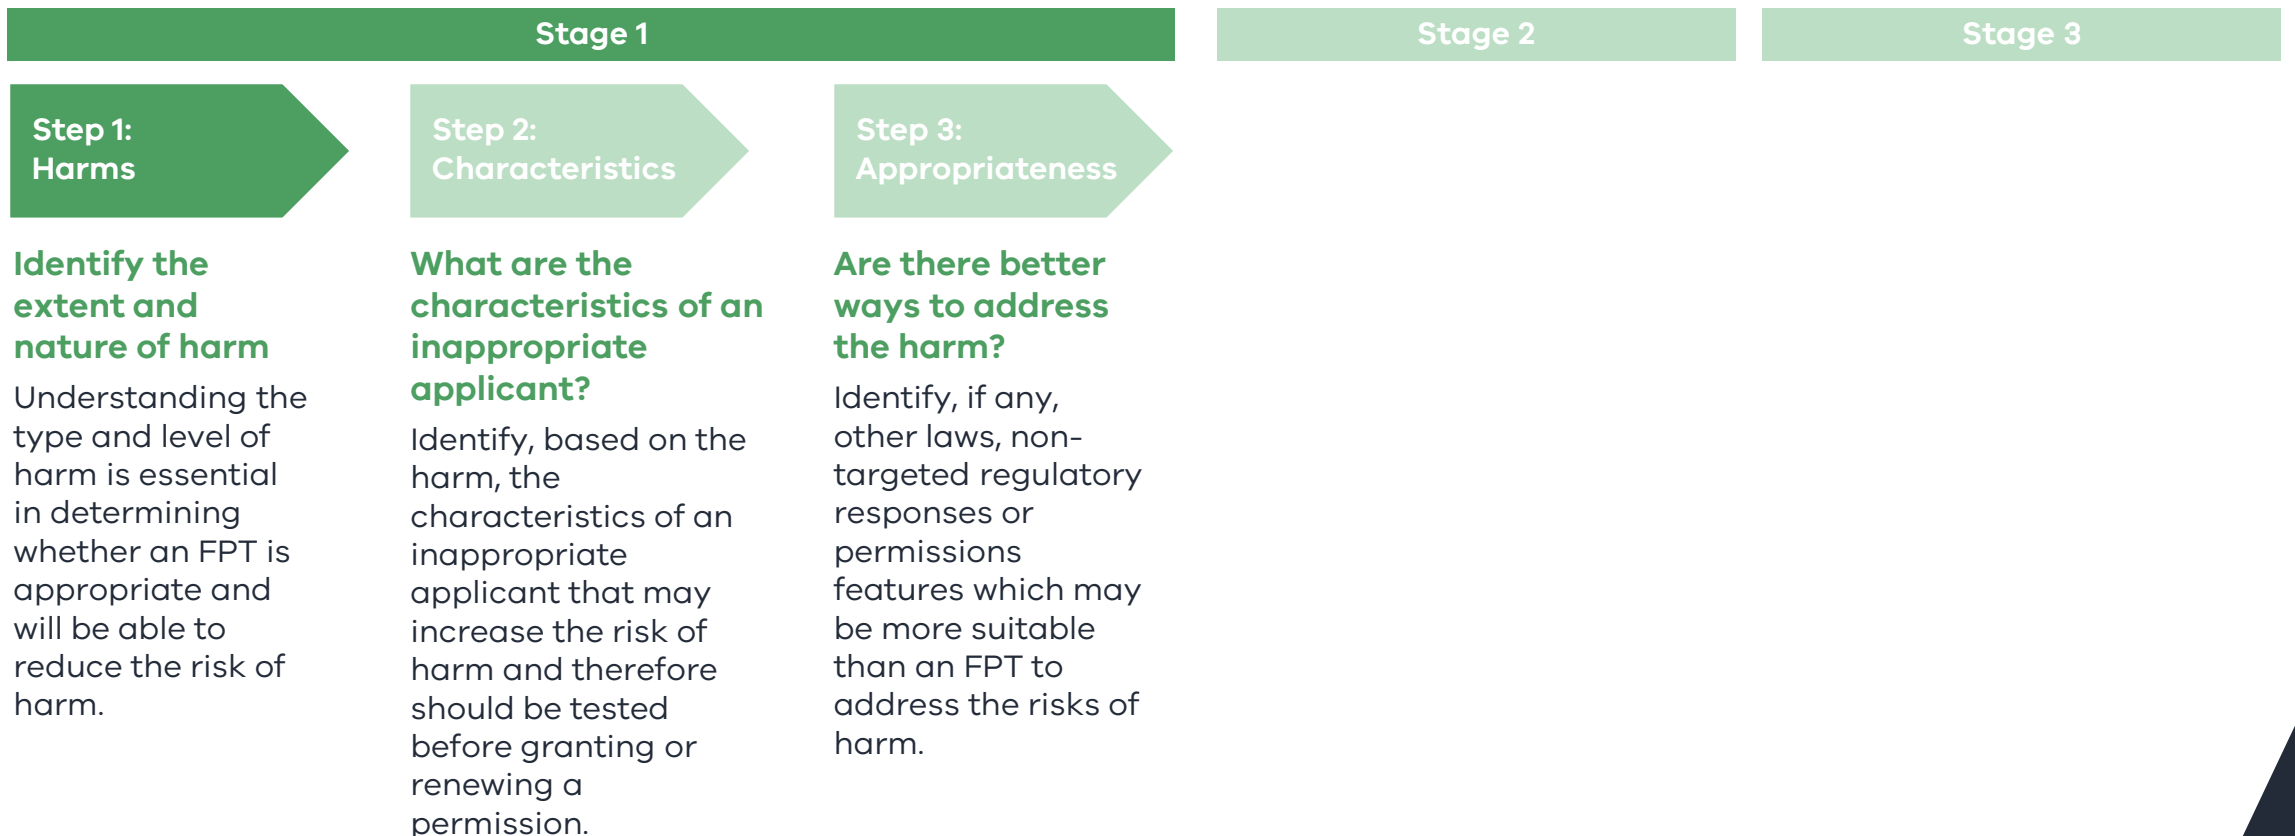 Stage 1
Stage 2
Stage 3
Step 1:
Harms
Step 2:
Characteristics
Step 3:
Appropriateness
Identify the
extent and
nature of harm
Understanding the
type and level of
harm is essential
in determining
whether an FPT is
appropriate and
will be able to
reduce the risk of
harm.
What are the
characteristics of an
inappropriate
applicant?
Identify, based on the
harm, the
characteristics of an
inappropriate
applicant that may
increase the risk of
harm and therefore
should be tested
before granting or
renewing a
permission.
Are there better
ways to address
the harm?
Identify, if any,
other laws, non-
targeted regulatory
responses or
permissions
features which may
be more suitable
than an FPT to
address the risks of
harm.